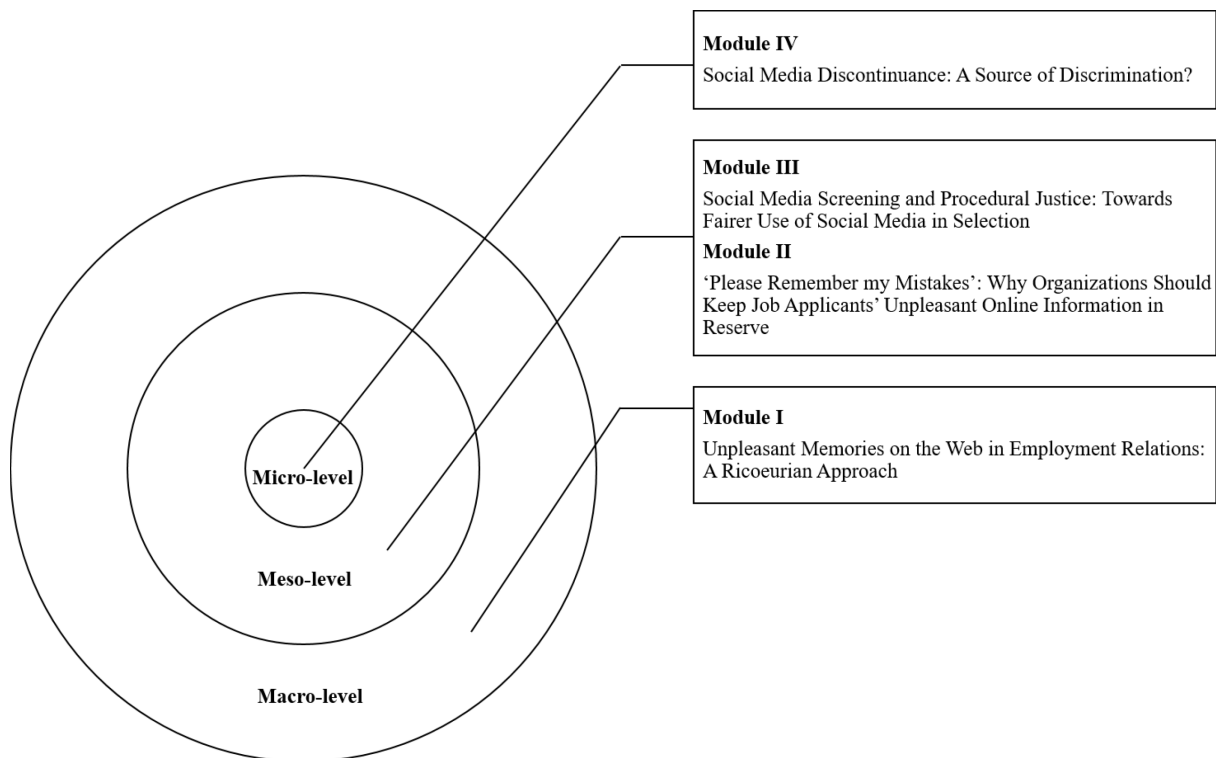 Module IV
Social Media Discontinuance: A Source of Discrimination?
Module III
Social Media Screening and Procedural Justice: Towards
Fairer Use of Social Media in Selection
Module II
‘Please Remember my Mistakes’: Why Organizations Should
Keep Job Applicants’ Unpleasant Online Information in
Reserve
Module I
Unpleasant Memories on the Web in Employment Relations:
A Ricoeurian Approach
Micro-level
Meso-level
Macro-level